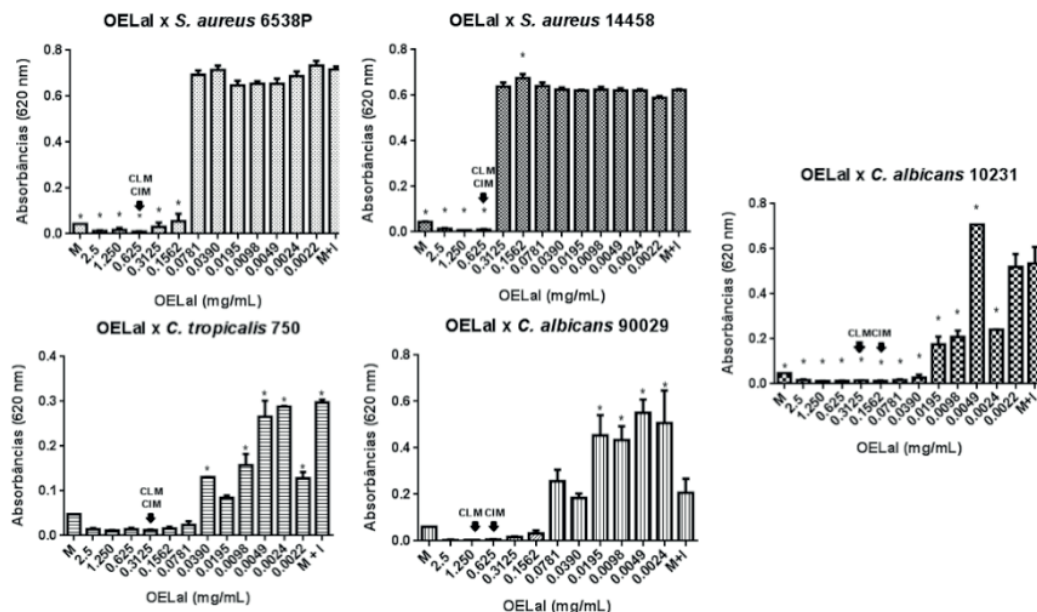 OELal x S. aureus 6538P
Absorbâncias (620 nm)
0.8
0.6
0.4
0.2
0.0
CLM
CIM
* * * * * *
M 2.5 1.250 0.625 0.3125 0.1562 0.0781 0.0390 0.0195 0.0098 0.0049 0.0024 0.0022 M+I
OELal (mg/mL)
OELal x S. aureus 14458
Absorbâncias (620 nm)
0.8
0.6
0.4
0.2
0.0
*
CLM
CIM
* * * *
M 2.5 1.250 0.625 0.3125 0.1562 0.0781 0.0390 0.0195 0.0098 0.0049 0.0024 0.0022 M+I
OELal (mg/mL)
OELal x C. albicans 10231
Absorbâncias (620 nm)
0.8
0.6
0.4
0.2
0.0
*
CLM CIM
* * * * * * * * * * *
M 2.5 1.250 0.625 0.3125 0.1562 0.0781 0.0390 0.0195 0.0098 0.0049 0.0024 0.0022 M+I
OELal (mg/mL)
OELal x C. tropicalis 750
Absorbâncias (620 nm)
0.4
0.3
0.2
0.1
0.0
CLM
CIM
* * * * * *
M 2.5 1.250 0.625 0.3125 0.1562 0.0781 0.0390 0.0195 0.0098 0.0049 0.0024 0.0022 M + I
OELal (mg/mL)
OELal x C. albicans 90029
Absorbâncias (620 nm)
0.8
0.6
0.4
0.2
0.0
CLM CIM
* * * *
M 2.5 1.250 0.625 0.3125 0.1562 0.0781 0.0390 0.0195 0.0098 0.0049 0.0024 M+I
OELal (mg/mL)